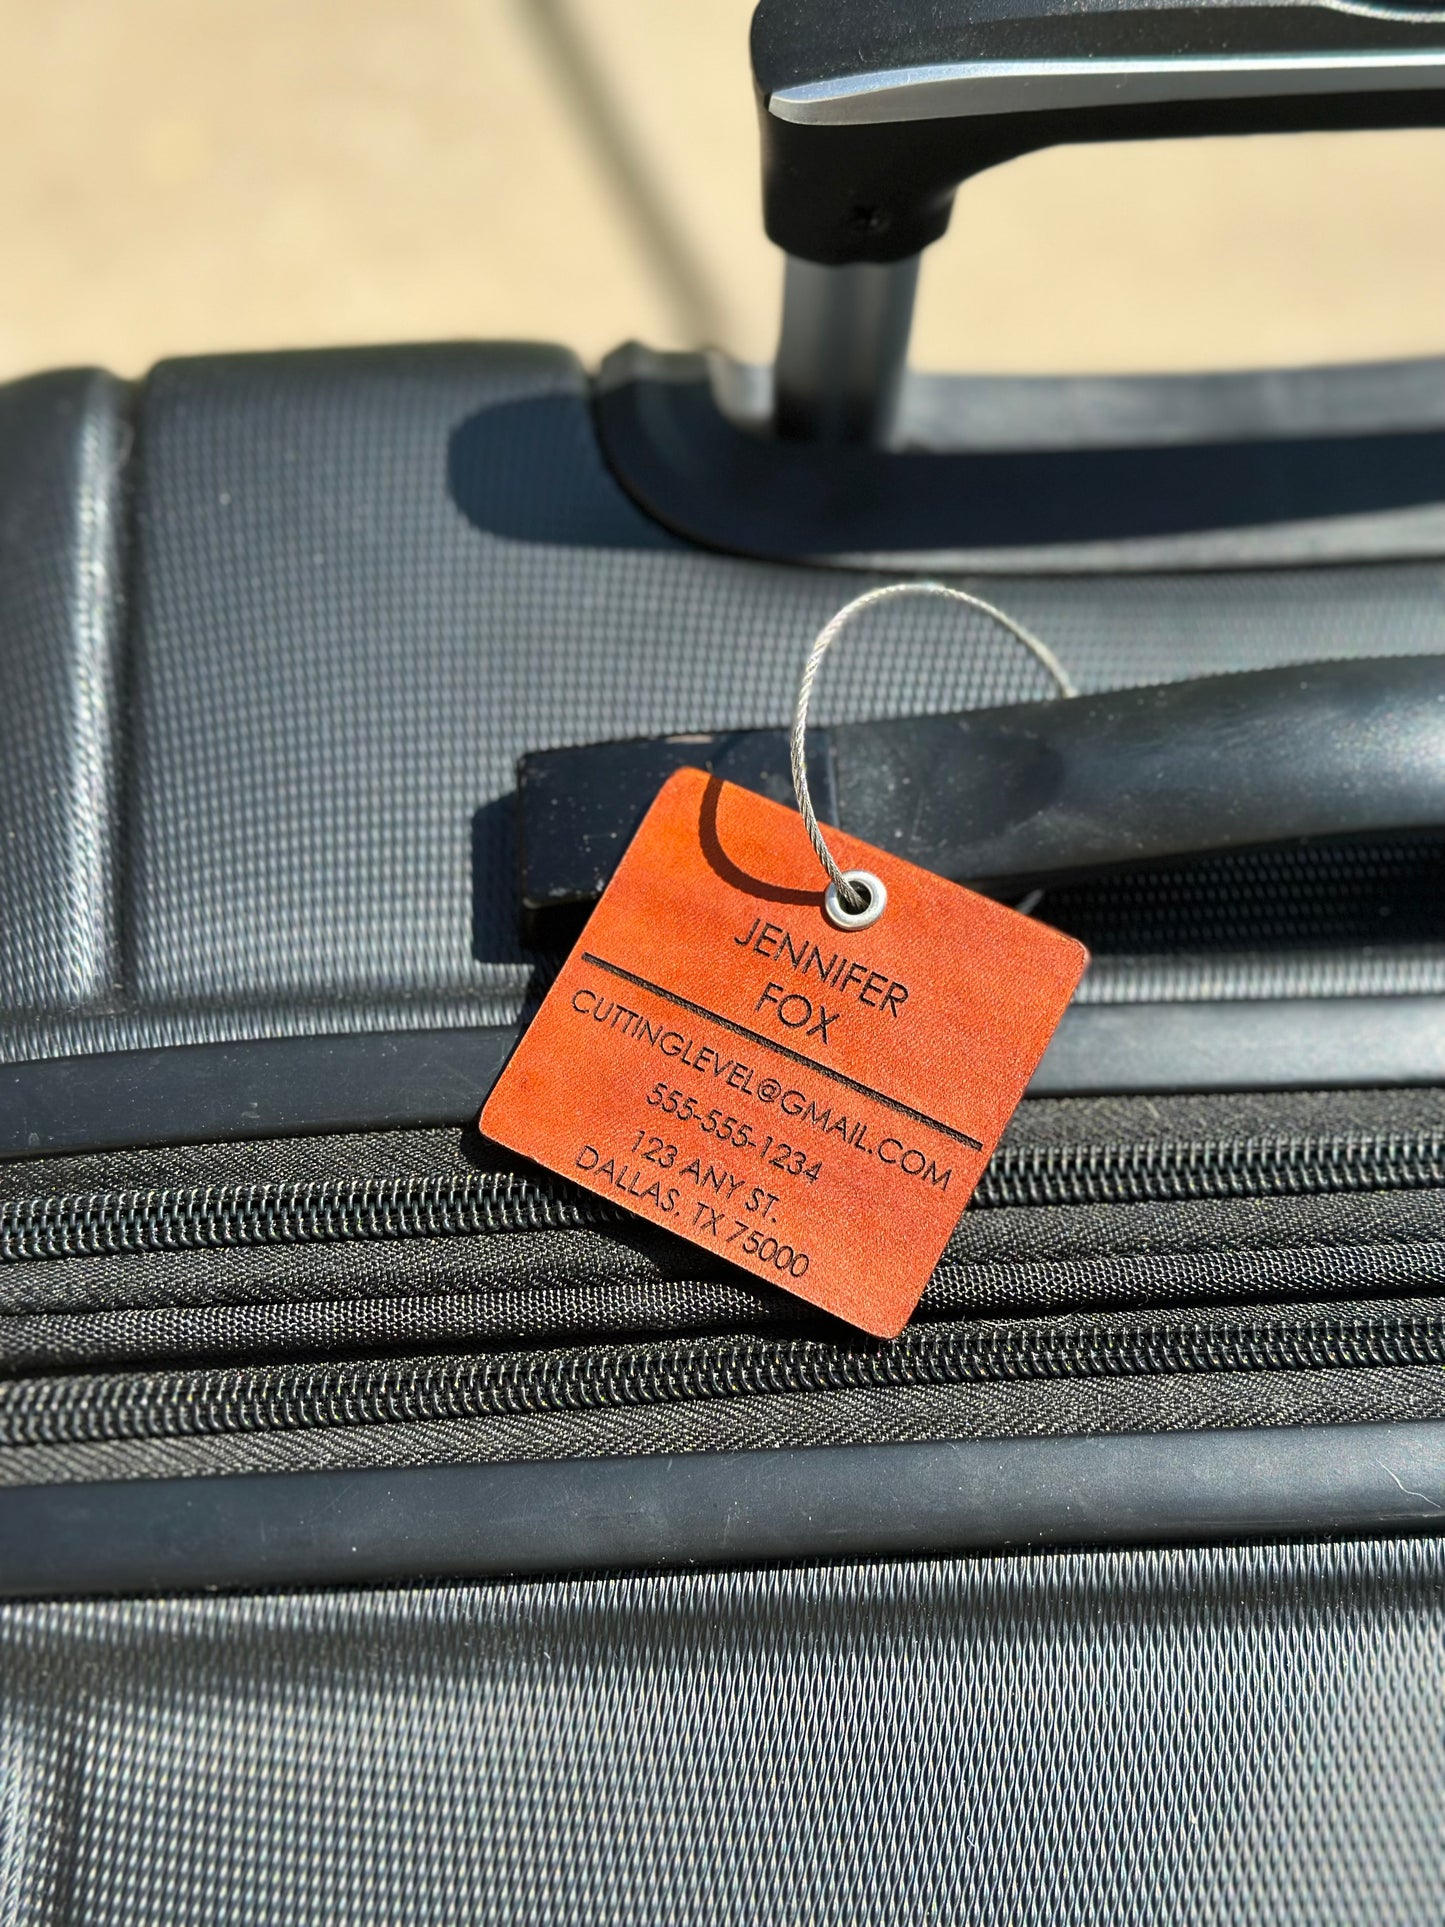 JENNIFER
FOX
CUTTINGLEVEL@GMAIL.COM
555-555-1234
123 ANY ST.
DALLAS, TX 75000